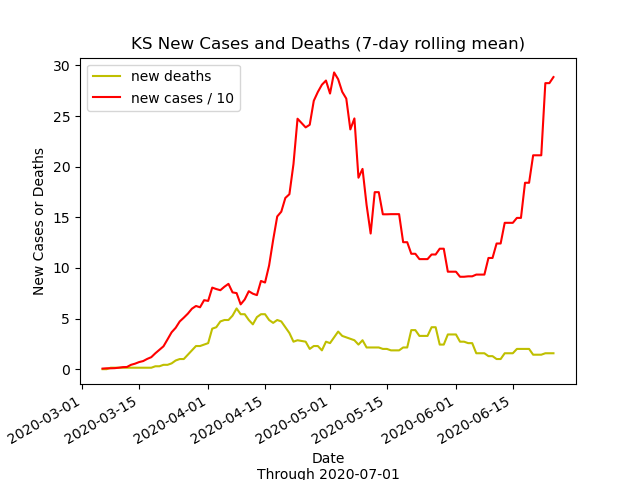 KS New Cases and Deaths (7-day rolling mean)
new deaths
new cases / 10
New Cases or Deaths
30
25
20
15
10
5
0
2020-03-01
2020-03-15
2020-04-01
2020-04-15
2020-05-01
2020-05-15
2020-06-01
2020-06-15
Date
Through 2020-07-01